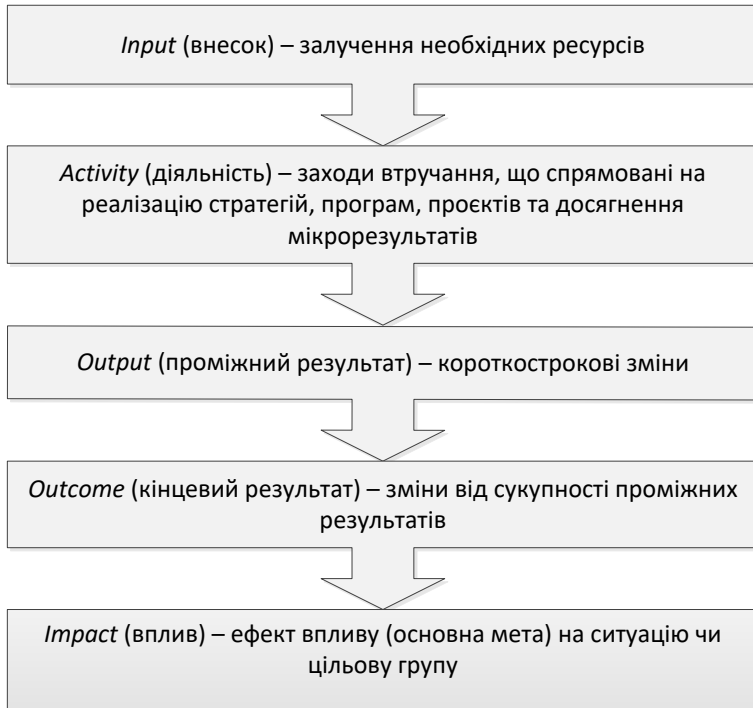 Input (внесок) – залучення необхідних ресурсів
Activity (діяльність) – заходи втручання, що спрямовані на
реалізацію стратегій, програм, проєктів та досягнення
мікрорезультатів
Output (проміжний результат) – короткострокові зміни
Outcome (кінцевий результат) – зміни від сукупності проміжних
результатів
Impact (вплив) – ефект впливу (основна мета) на ситуацію чи
цільову групу